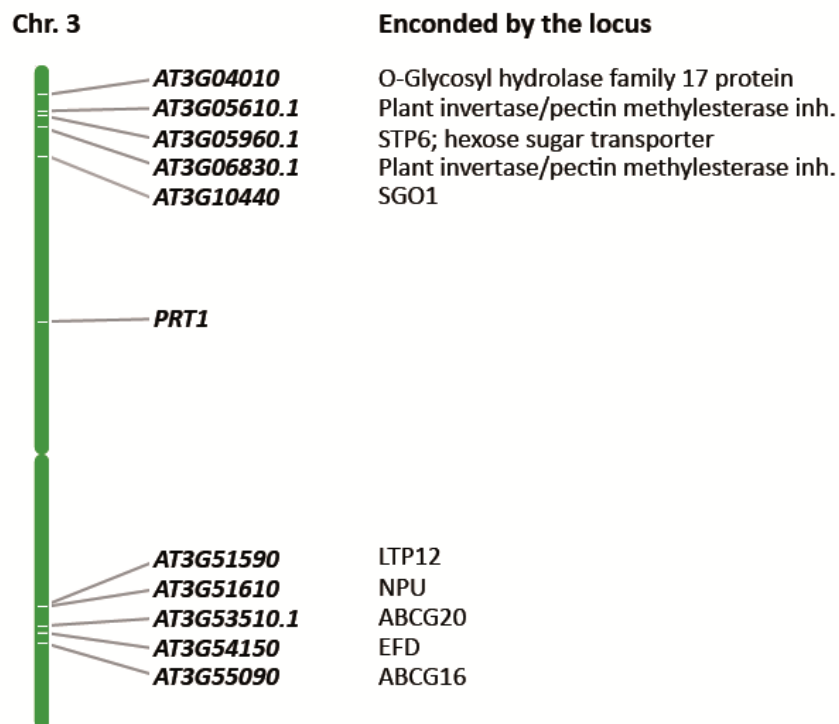 Chr. 3 Enconded by the locus
AT3G04010 O-Glycosyl hydrolase family 17 protein
AT3G05610.1 Plant invertase/pectin methylesterase inh.
AT3G05960.1 STP6; hexose sugar transporter
AT3G06830.1 Plant invertase/pectin methylesterase inh.
AT3G10440 SGO1
PRT1
AT3G51590 LTP12
AT3G51610 NPU
AT3G53510.1 ABCG20
AT3G54150 EFD
AT3G55090 ABCG16